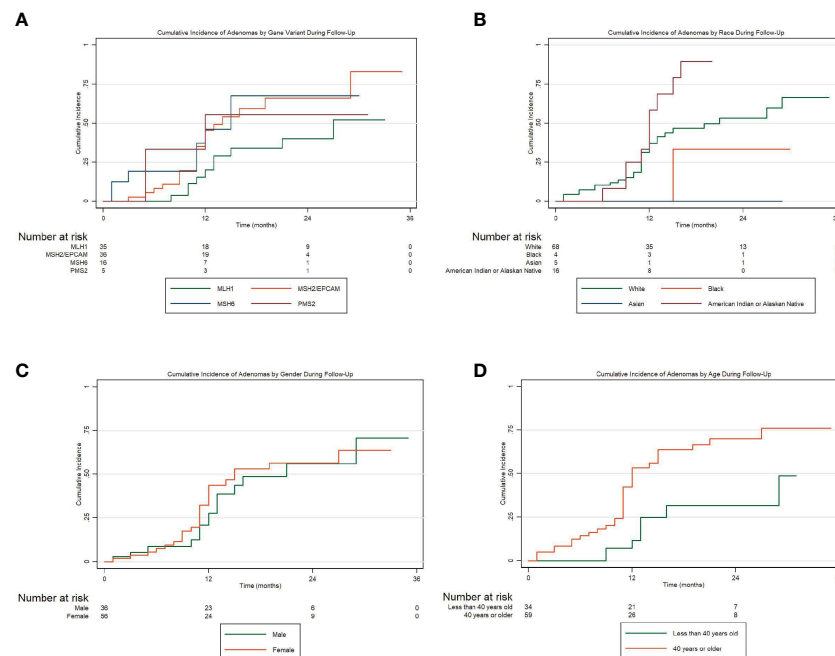 A
Cumulative Incidence of Adenomas by Gene Variant During Follow-Up
Cumulative Incidence
1
.75
.50
.25
0
0 12 24 36
Time (months)
Number at risk
MLH1 35 18 9 0
MSH2/EPCAM 36 19 4 0
MSH6 16 7 1 0
PMS2 5 3 1 0
MLH1 MSH2/EPCAM
MSH6 PMS2
B
Cumulative Incidence of Adenomas by Race During Follow-Up
Cumulative Incidence
1
.75
.50
.25
0
0 12 24 36
Time (months)
Number at risk
White 68 35 13 0
Black 4 3 1 0
Asian 5 1 1 0
American Indian or Alaskan Native 16 8 0 0
White Black
Asian American Indian or Alaskan Native
C
Cumulative Incidence of Adenomas by Gender During Follow-Up
Cumulative Incidence
1
.75
.50
.25
0
0 12 24 36
Time (months)
Number at risk
Male 36 23 6 0
Female 56 24 9 0
Male
Female
D
Cumulative Incidence of Adenomas by Age During Follow-Up
Cumulative Incidence
1
.75
.50
.25
0
0 12 24
Time (months)
Number at risk
Less than 40 years old 34 21 7
40 years or older 59 26 8
Less than 40 years old
40 years or older